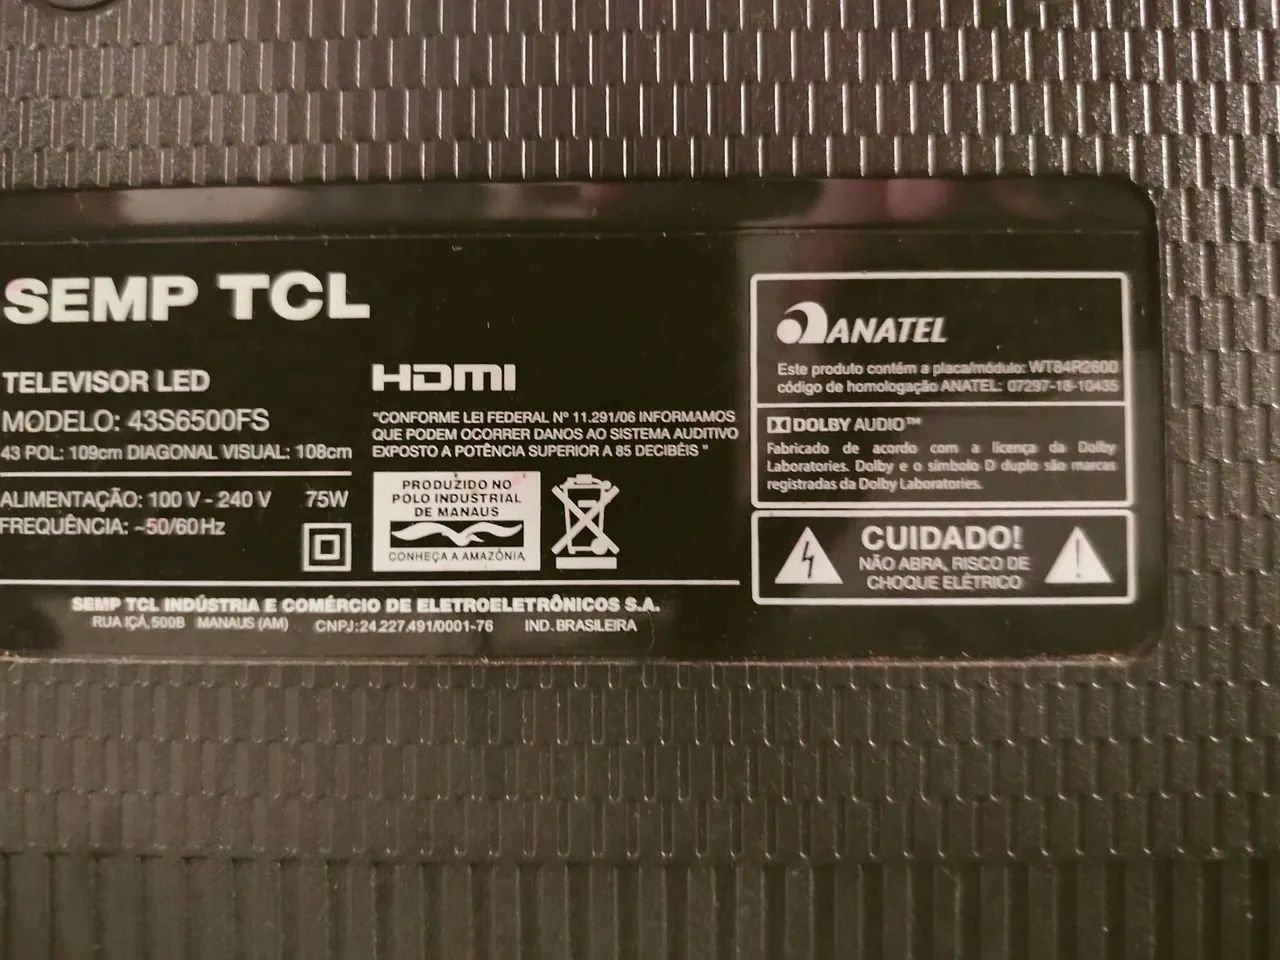 SEMP TCL
TELEVISOR LED
MODELO: 43S6500FS
43 POL: 109cm DIAGONAL VISUAL: 108cm
ALIMENTAÇÃO: 100 V - 240 V 75W
FREQUÊNCIA: ~50/60 Hz
HDMI
"CONFORME LEI FEDERAL Nº 11.291/06 INFORMAMOS
QUE PODEM OCORRER DANOS AO SISTEMA AUDITIVO
EXPOSTO A POTÊNCIA SUPERIOR A 85 DECIBÉIS "
PRODUZIDO NO
PÓLO INDUSTRIAL
DE MANAUS
CONHEÇA A AMAZÔNIA
ANATEL
Este produto contém a placa/módulo: WT84R2600
código de homologação ANATEL: 07297-18-10435
DOLBY AUDIO™
Fabricado de acordo com a licença da Dolby
Laboratories. Dolby e o símbolo D duplo são marcas
registradas da Dolby Laboratories.
CUIDADO!
NÃO ABRA, RISCO DE
CHOQUE ELÉTRICO
SEMP TCL INDÚSTRIA E COMÉRCIO DE ELETROELETRÔNICOS S.A.
RUA IÇÁ, 500B MANAUS (AM) CNPJ: 24.227.491/0001-76 IND. BRASILEIRA